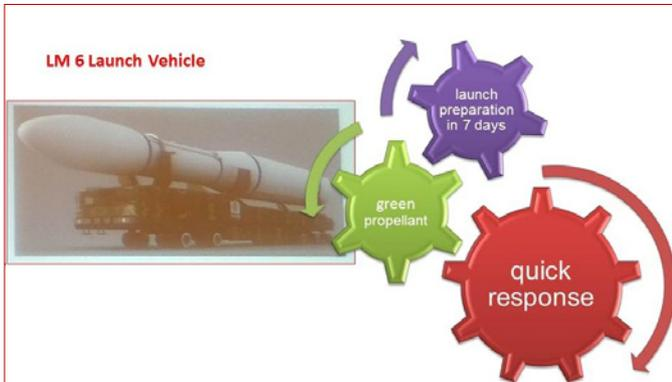 LM 6 Launch Vehicle
launch
preparation
in 7 days
green
propellant
quick
response